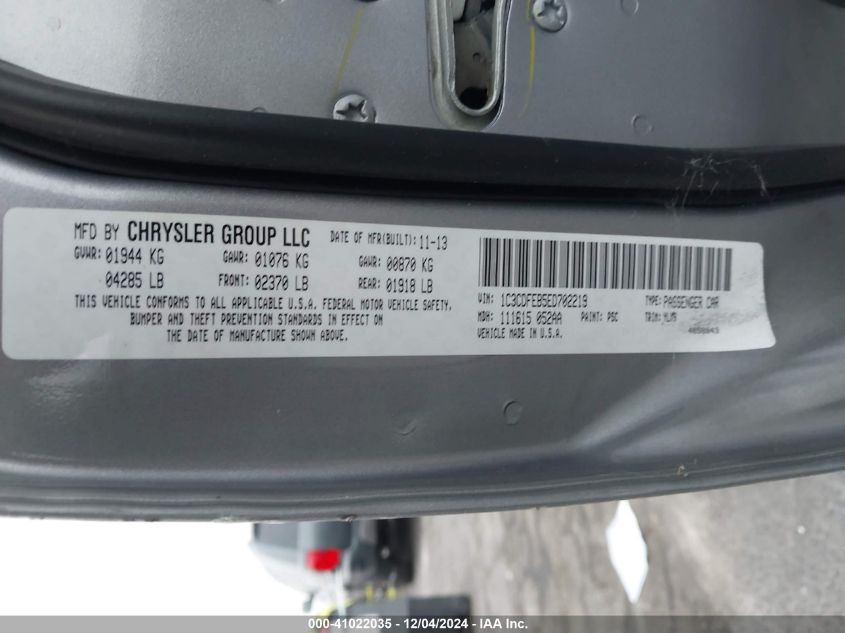 MFD BY CHRYSLER GROUP LLC DATE OF MFR(BUILT): 11-13
GVWR: 01944 KG GAWR: 01076 KG GAWR: 00870 KG
04285 LB FRONT: 02370 LB REAR: 01918 LB
THIS VEHICLE CONFORMS TO ALL APPLICABLE U.S.A. FEDERAL MOTOR VEHICLE SAFETY,
BUMPER AND THEFT PREVENTION STANDARDS IN EFFECT ON
THE DATE OF MANUFACTURE SHOWN ABOVE.
VIN: 1C3CDFEB5ED702219 TYPE: PASSENGER CAR
MDH: 111615 052AA PAINT: PSC TRIM:
VEHICLE MADE IN U.S.A.
000-41022035 - 12/04/2024 - IAA Inc.